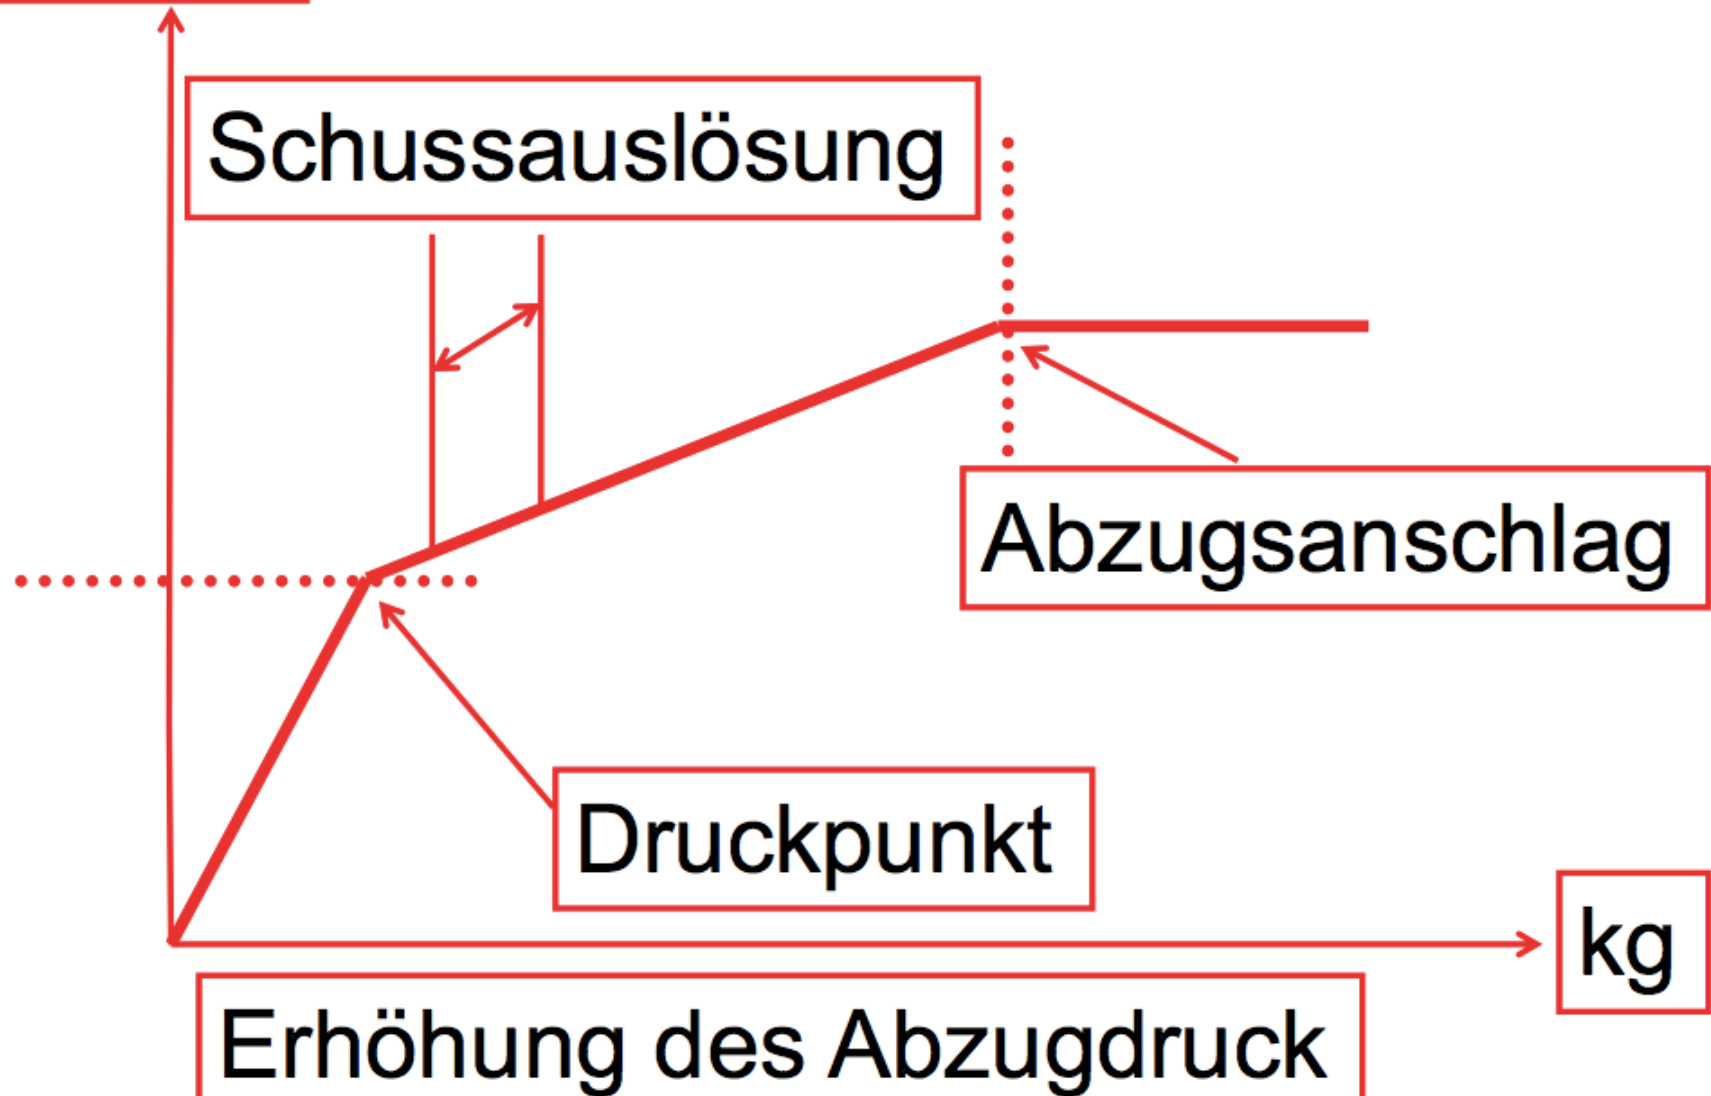 Schussauslösung
Abzugsanschlag
Druckpunkt
kg
Erhöhung des Abzugdruck